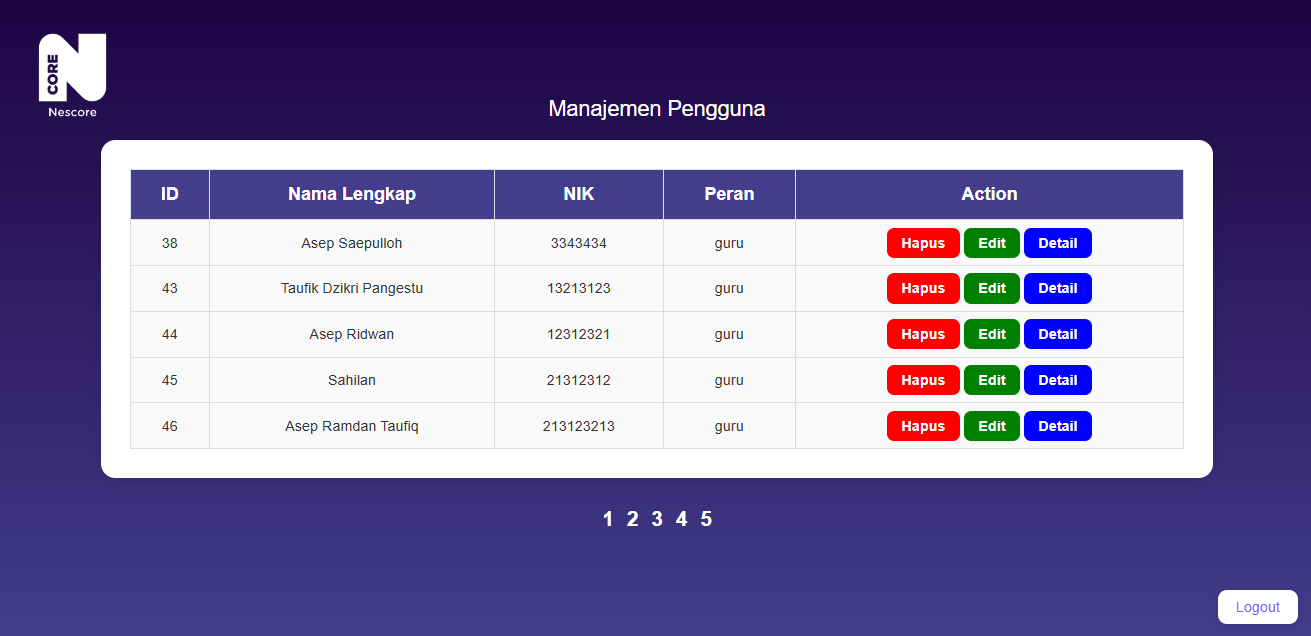 CORE
Nescore
Manajemen Pengguna
ID Nama Lengkap NIK Peran Action
38 Asep Saepulloh 3343434 guru Hapus Edit Detail
43 Taufik Dzikri Pangestu 13213123 guru Hapus Edit Detail
44 Asep Ridwan 12312321 guru Hapus Edit Detail
45 Sahilan 21312312 guru Hapus Edit Detail
46 Asep Ramdan Taufiq 213123213 guru Hapus Edit Detail
1 2 3 4 5
Logout